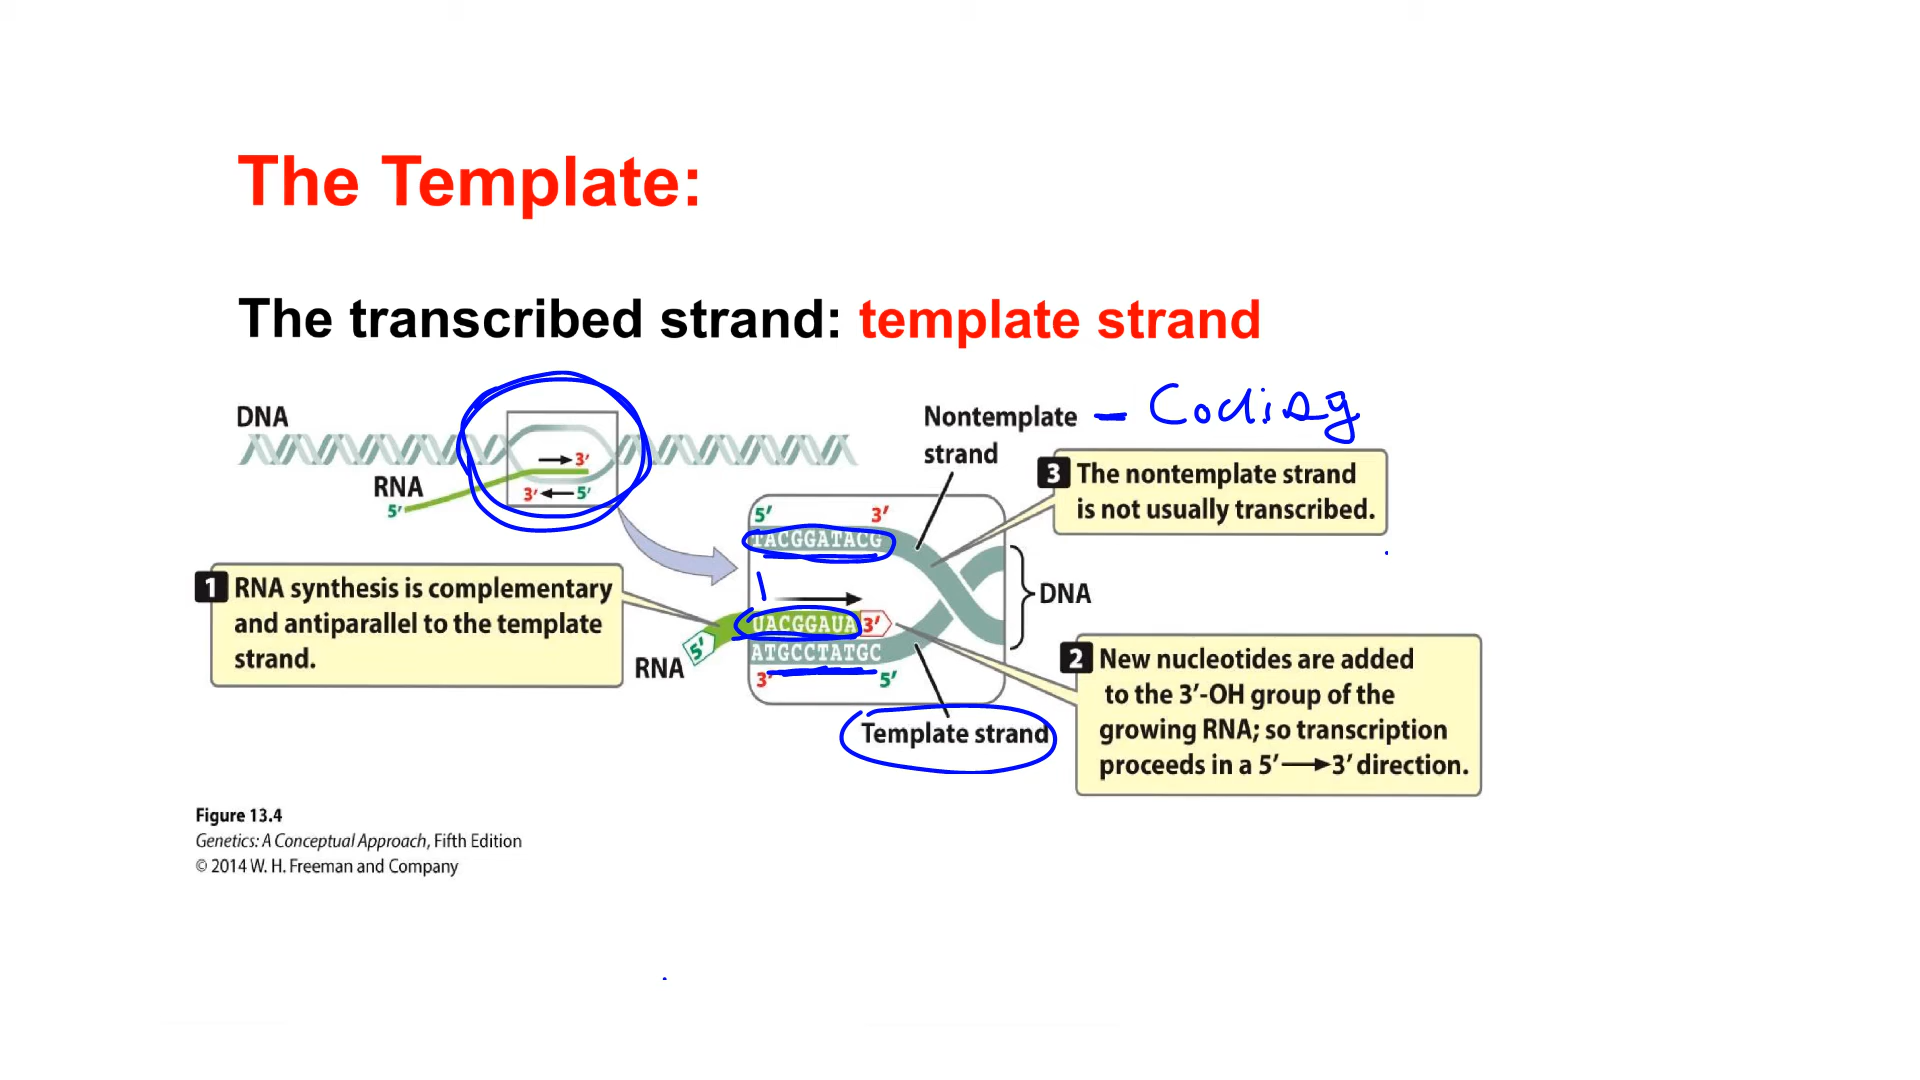 The Template:
The transcribed strand: template strand
DNA
RNA
5′
3′
3′ 5′
Nontemplate – Coding
strand
3 The nontemplate strand
is not usually transcribed.
5′ 3′
TACGGATACG
DNA
1 RNA synthesis is complementary
and antiparallel to the template
strand.
UACGGAUA 3′
5′
RNA
ATGCCTATGC
3′ 5′
Template strand
2 New nucleotides are added
to the 3′-OH group of the
growing RNA; so transcription
proceeds in a 5′→3′ direction.
Figure 13.4
Genetics: A Conceptual Approach, Fifth Edition
© 2014 W. H. Freeman and Company